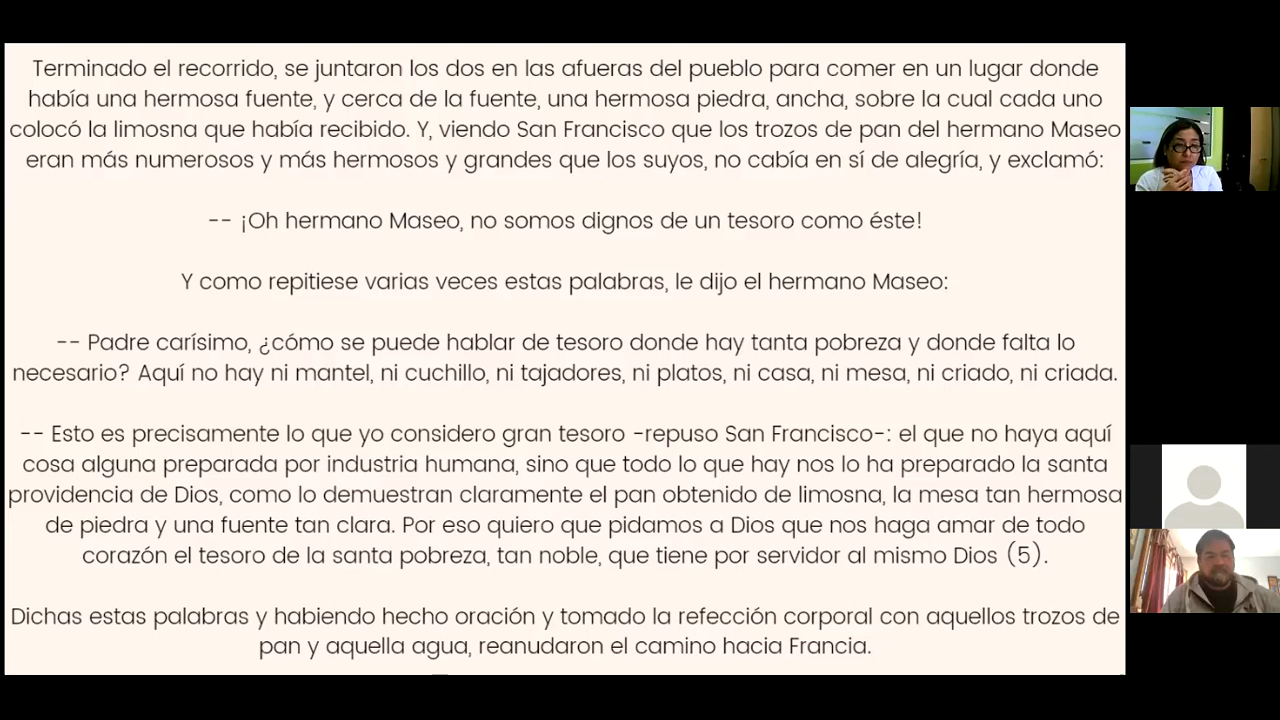 Terminado el recorrido, se juntaron los dos en las afueras del pueblo para comer en un lugar donde
había una hermosa fuente, y cerca de la fuente, una hermosa piedra, ancha, sobre la cual cada uno
colocó la limosna que había recibido. Y, viendo San Francisco que los trozos de pan del hermano Maseo
eran más numerosos y más hermosos y grandes que los suyos, no cabía en sí de alegría, y exclamó:
-- ¡Oh hermano Maseo, no somos dignos de un tesoro como éste!
Y como repitiese varias veces estas palabras, le dijo el hermano Maseo:
-- Padre carísimo, ¿cómo se puede hablar de tesoro donde hay tanta pobreza y donde falta lo
necesario? Aquí no hay ni mantel, ni cuchillo, ni tajadores, ni platos, ni casa, ni mesa, ni criado, ni criada.
-- Esto es precisamente lo que yo considero gran tesoro -repuso San Francisco-: el que no haya aquí
cosa alguna preparada por industria humana, sino que todo lo que hay nos lo ha preparado la santa
providencia de Dios, como lo demuestran claramente el pan obtenido de limosna, la mesa tan hermosa
de piedra y una fuente tan clara. Por eso quiero que pidamos a Dios que nos haga amar de todo
corazón el tesoro de la santa pobreza, tan noble, que tiene por servidor al mismo Dios (5).
Dichas estas palabras y habiendo hecho oración y tomado la refección corporal con aquellos trozos de
pan y aquella agua, reanudaron el camino hacia Francia.